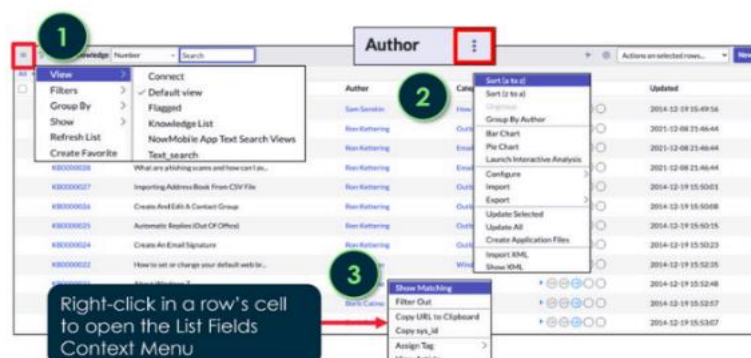 1
Knowledge
Number
Search
Author
Actions on selected rows...
New
All
View
Filters
Group By
Show
Refresh List
Create Favorite
Connect
Default view
Flagged
Knowledge List
NowMobile App Text Search Views
Text_search
2
Sort (a to z)
Sort (z to a)
Ungroup
Group By Author
Bar Chart
Pie Chart
Launch Interactive Analysis
Configure
Import
Export
Update Selected
Update All
Create Application Files
Import XML
Show XML
Author
Updated
2014-12-19 15:49:56
Ron Kettering 2021-12-08 21:46:44
Ron Kettering 2021-12-08 21:46:44
KB0000028 What are phishing scams and how can I av... Ron Kettering 2021-12-08 21:46:44
KB0000027 Importing Address Book From CSV File Ron Kettering 2014-12-19 15:50:01
KB0000026 Create And Edit A Contact Group Ron Kettering 2014-12-19 15:50:08
KB0000025 Automatic Replies (Out Of Office) Ron Kettering 2014-12-19 15:50:15
KB0000024 Create An Email Signature Ron Kettering 2014-12-19 15:50:23
KB0000022 How to set or change your default web br... 2014-12-19 15:52:35
2014-12-19 15:52:48
2014-12-19 15:52:57
2014-12-19 15:53:07
3
Show Matching
Filter Out
Copy URL to Clipboard
Copy sys_id
Assign Tag
Right-click in a row's cell
to open the List Fields
Context Menu